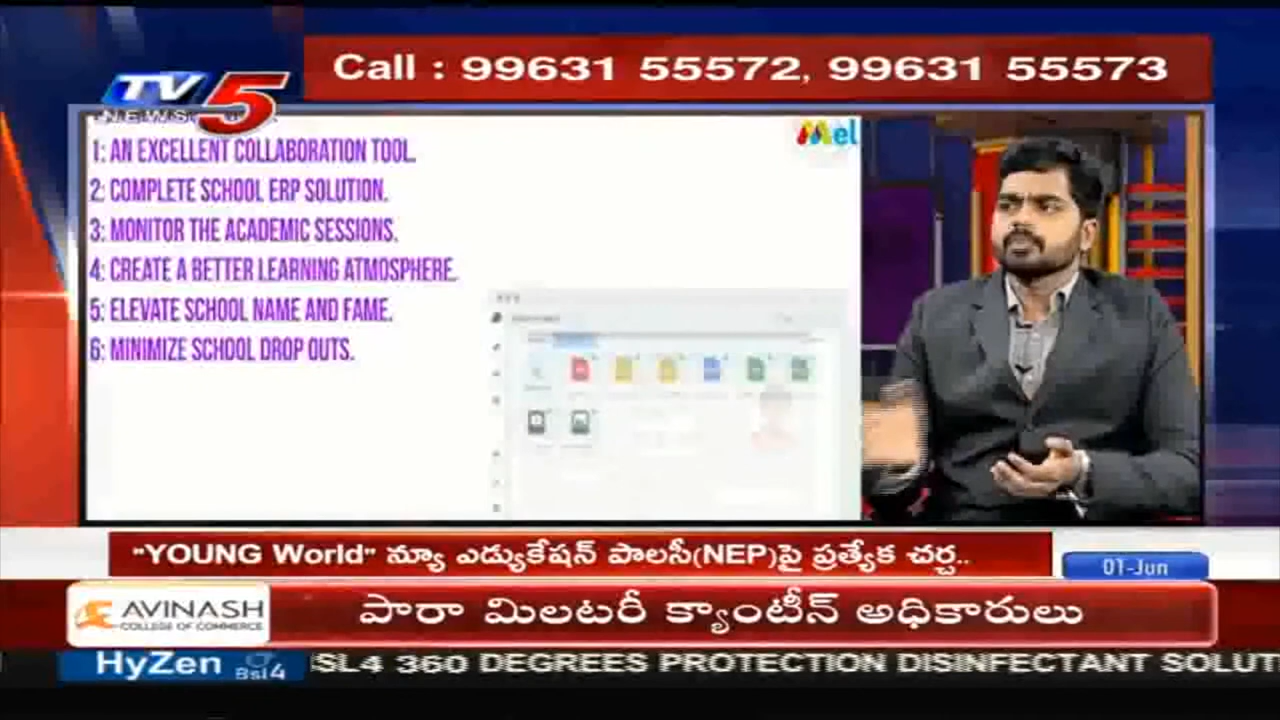 Call : 99631 55572, 99631 55573
TV5
NEWS
Mel
1: AN EXCELLENT COLLABORATION TOOL.
2: COMPLETE SCHOOL ERP SOLUTION.
3: MONITOR THE ACADEMIC SESSIONS.
4: CREATE A BETTER LEARNING ATMOSPHERE.
5: ELEVATE SCHOOL NAME AND FAME.
6: MINIMIZE SCHOOL DROP OUTS.
"YOUNG World" న్యూ ఎడ్యుకేషన్ పాలసీ(NEP)పై ప్రత్యేక చర్చ..
01-Jun
AVINASH
COLLEGE OF COMMERCE
పారా మిలటరీ క్యాంటీన్ అధికారులు
HyZen Bsl4
BSL4 360 DEGREES PROTECTION DISINFECTANT SOLUT